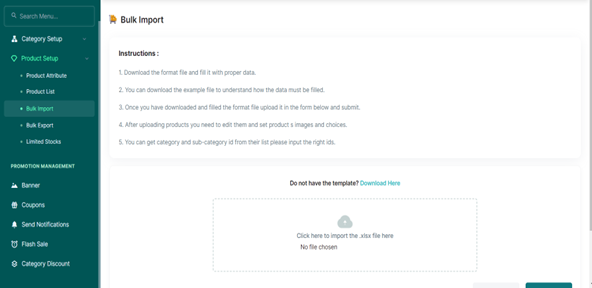 Search Menu...
Category Setup
Product Setup
Product Attribute
Product List
Bulk Import
Bulk Export
Limited Stocks
PROMOTION MANAGEMENT
Banner
Coupons
Send Notifications
Flash Sale
Category Discount
Bulk Import
Instructions :
1. Download the format file and fill it with proper data.
2. You can download the example file to understand how the data must be filled.
3. Once you have downloaded and filled the format file upload it in the form below and submit.
4. After uploading products you need to edit them and set product s images and choices.
5. You can get category and sub-category id from their list please input the right ids.
Do not have the template? Download Here
Click here to import the .xlsx file here
No file chosen